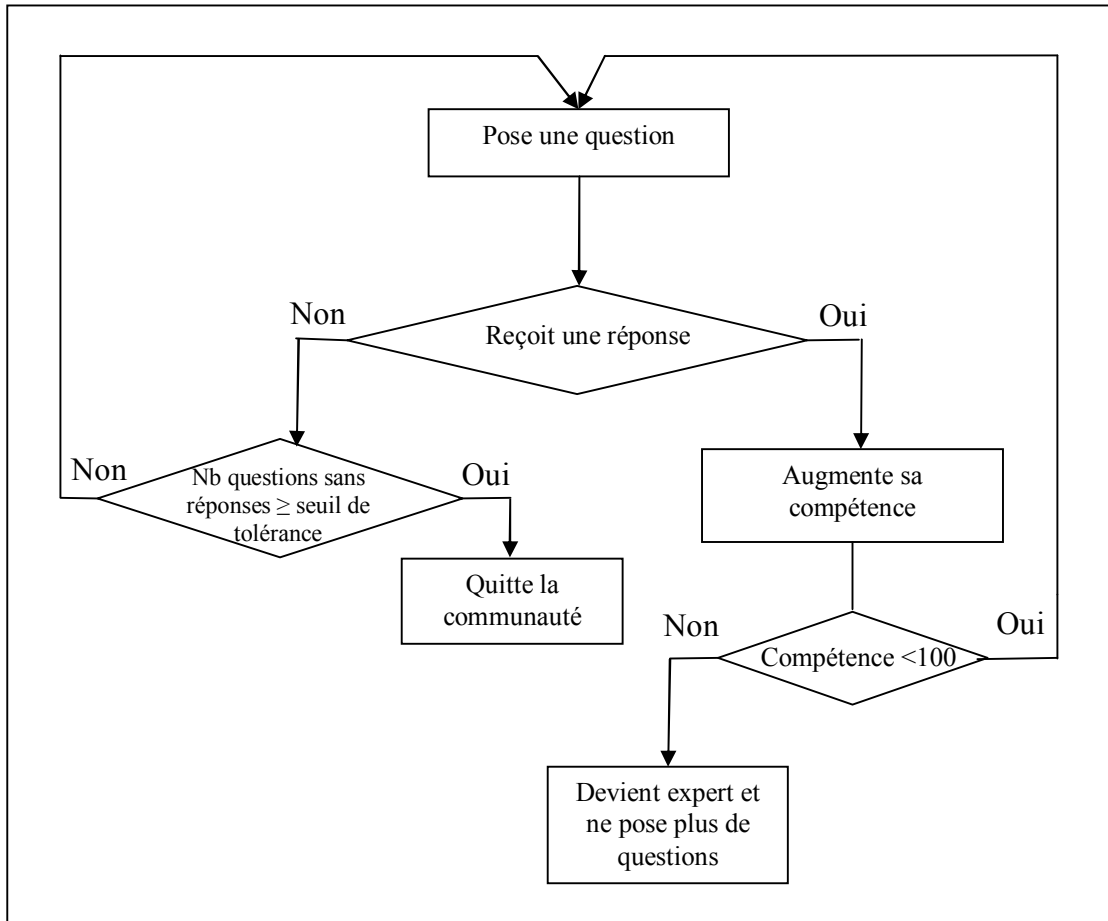 Pose une question
Non
Oui
Reçoit une réponse
Non
Nb questions sans
réponses ≥ seuil de
tolérance
Oui
Augmente sa
compétence
Quitte la
communauté
Non
Compétence <100
Oui
Devient expert et
ne pose plus de
questions